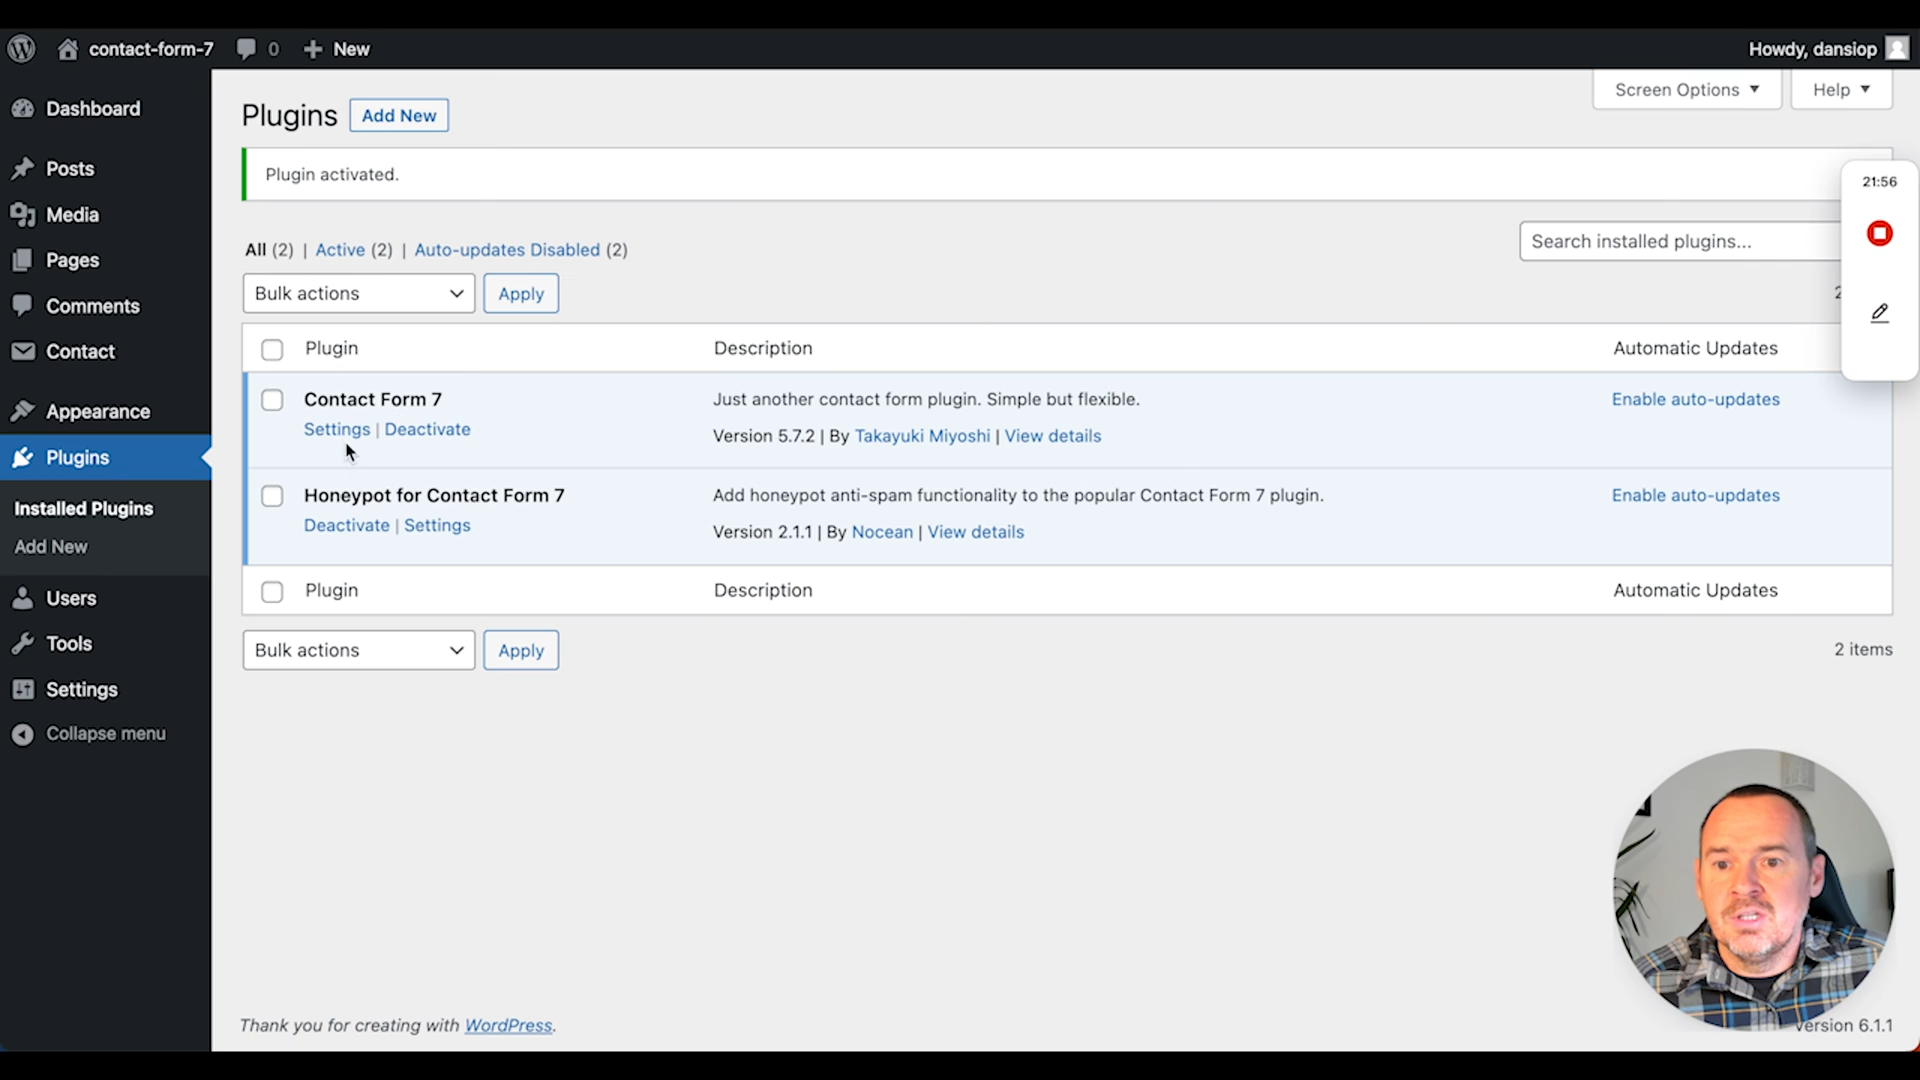 contact-form-7
0
New
Howdy, dansiop
Dashboard
Posts
Media
Pages
Comments
Contact
Appearance
Plugins
Installed Plugins
Add New
Users
Tools
Settings
Collapse menu
Screen Options
Help
Plugins
Add New
Plugin activated.
All (2) | Active (2) | Auto-updates Disabled (2)
Search installed plugins...
Bulk actions
Apply
2
Plugin
Description
Automatic Updates
Contact Form 7
Settings | Deactivate
Just another contact form plugin. Simple but flexible.
Version 5.7.2 | By Takayuki Miyoshi | View details
Enable auto-updates
Honeypot for Contact Form 7
Deactivate | Settings
Add honeypot anti-spam functionality to the popular Contact Form 7 plugin.
Version 2.1.1 | By Nocean | View details
Enable auto-updates
Plugin
Description
Automatic Updates
Bulk actions
Apply
2 items
21:56
Thank you for creating with WordPress.
Version 6.1.1